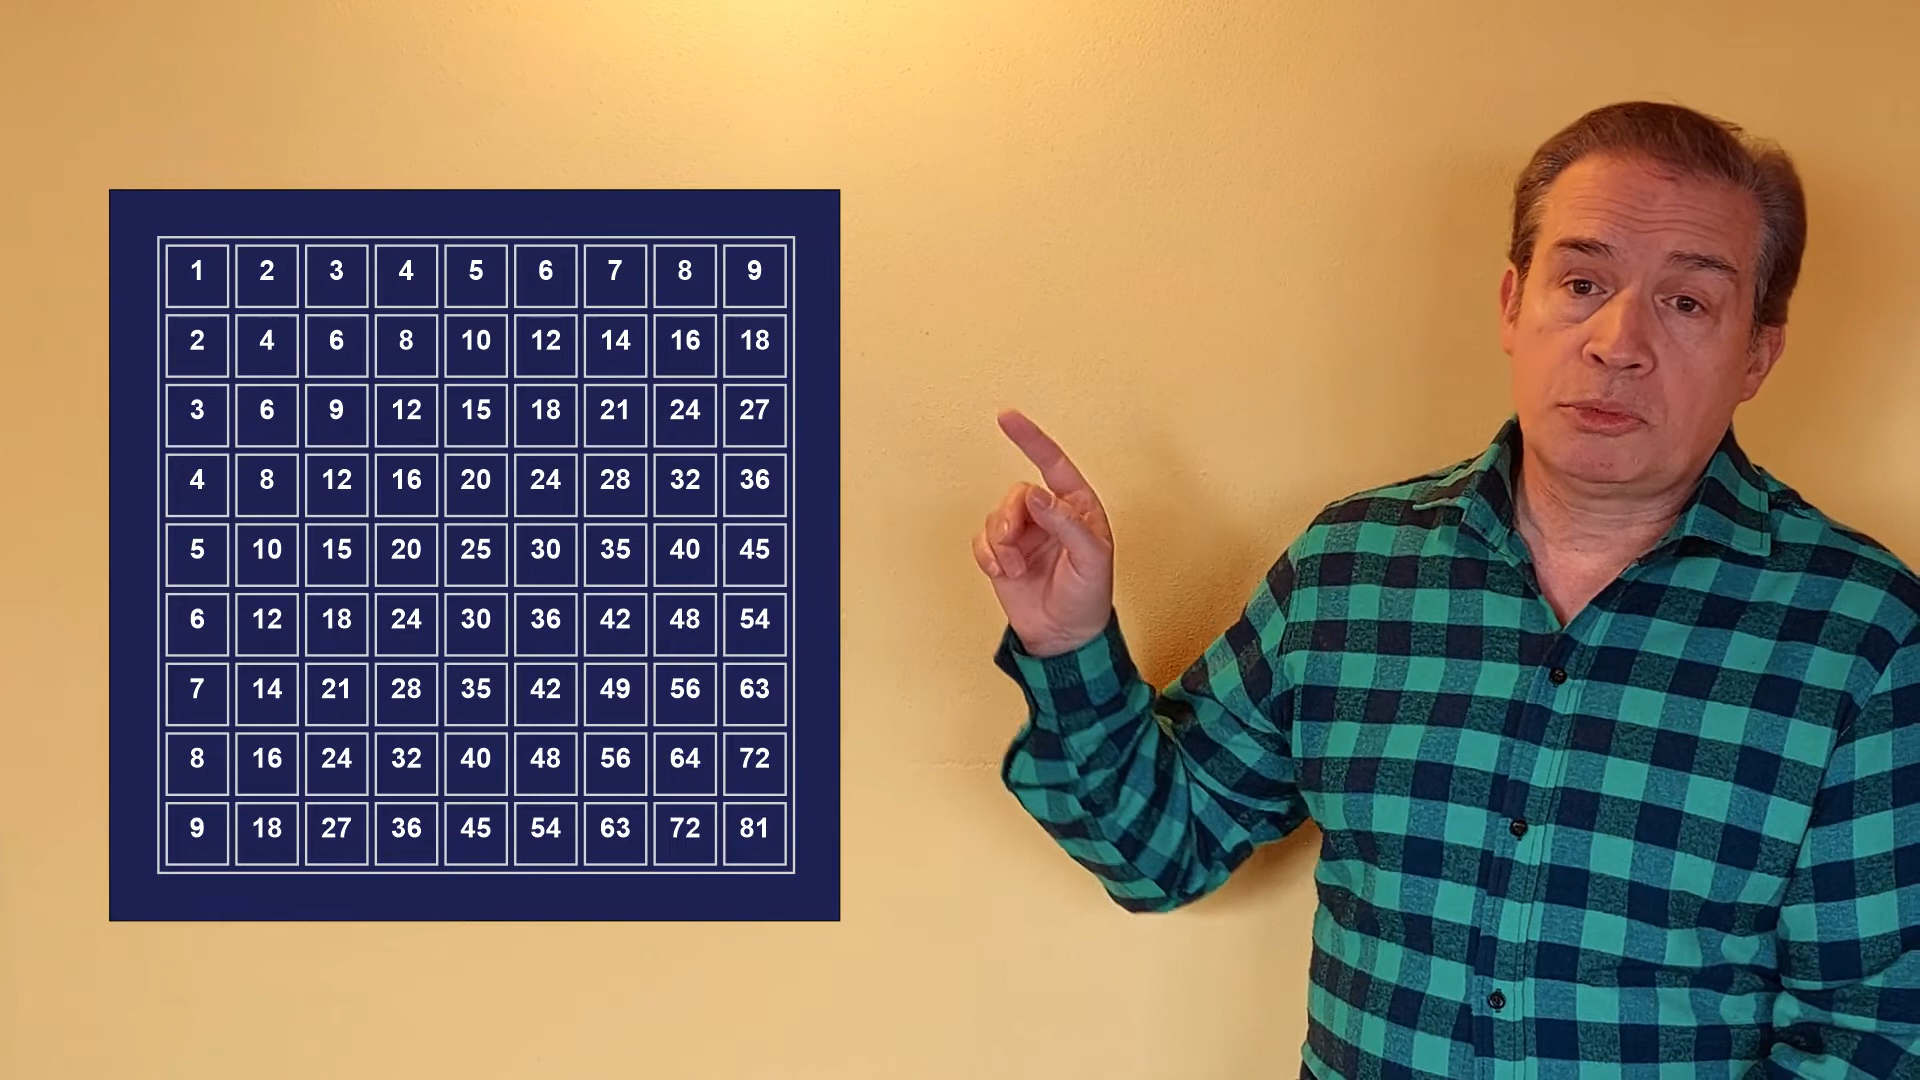 1 2 3 4 5 6 7 8 9
2 4 6 8 10 12 14 16 18
3 6 9 12 15 18 21 24 27
4 8 12 16 20 24 28 32 36
5 10 15 20 25 30 35 40 45
6 12 18 24 30 36 42 48 54
7 14 21 28 35 42 49 56 63
8 16 24 32 40 48 56 64 72
9 18 27 36 45 54 63 72 81